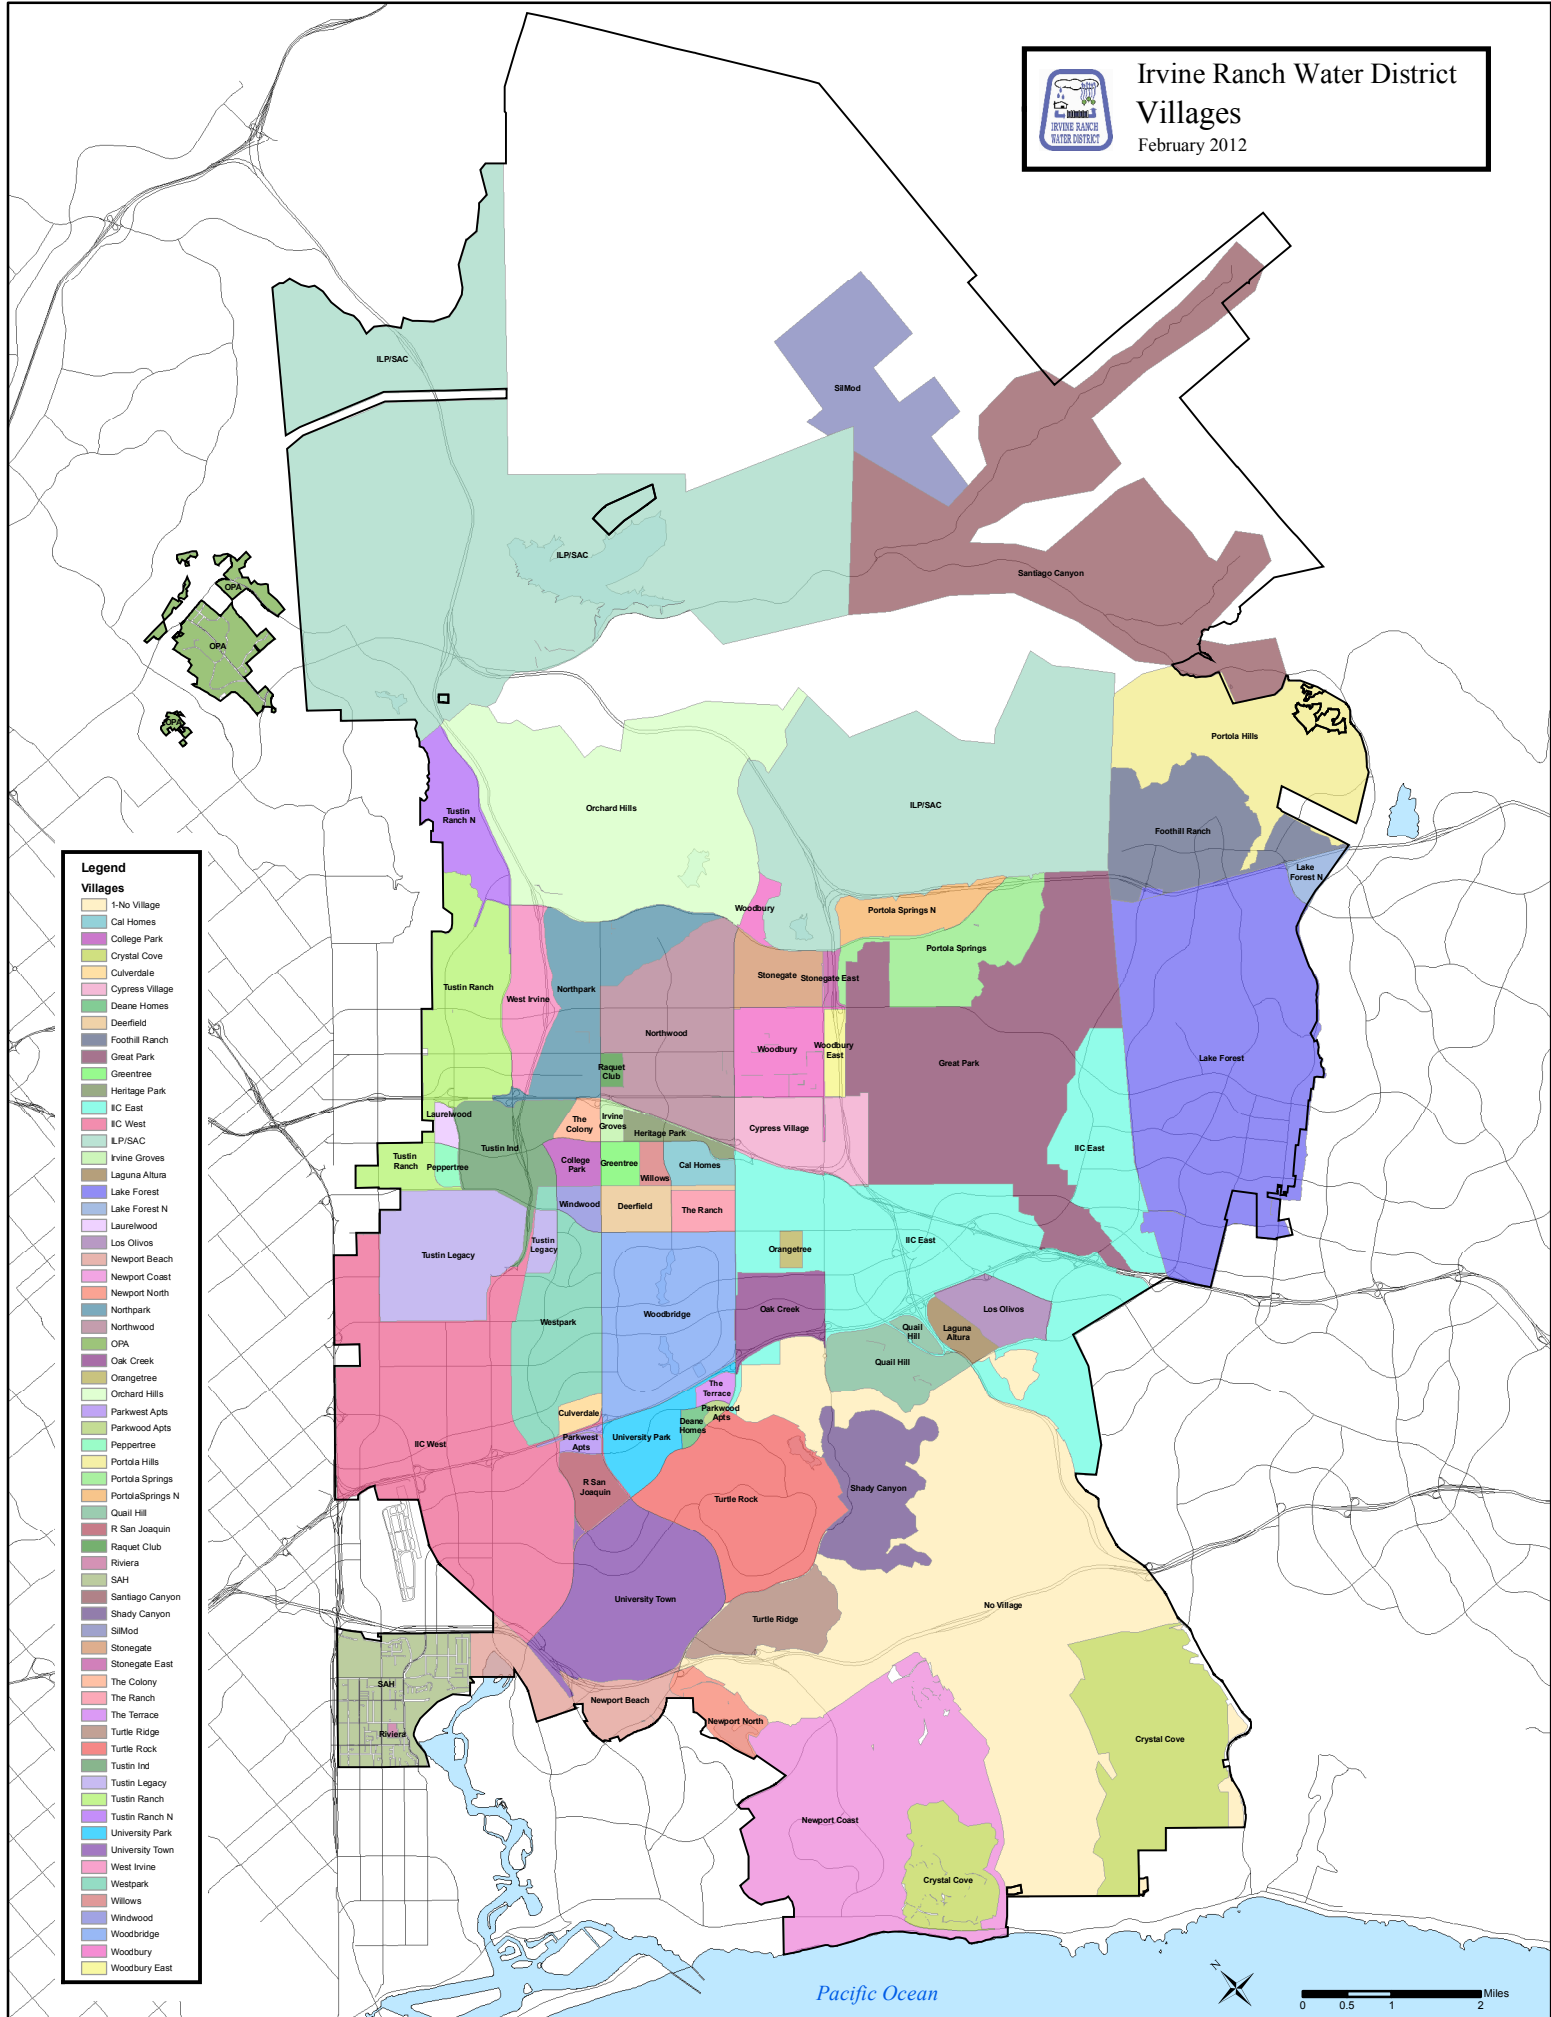 Irvine Ranch Water District
Villages
February 2012
IRVINE RANCH
WATER DISTRICT
ILP/SAC
SilMod
ILP/SAC
Santiago Canyon
OPA
OPA
OPA
Portola Hills
Tustin
Ranch N
Orchard Hills
ILP/SAC
Foothill Ranch
Lake
Forest N
Woodbury
Portola Springs N
Portola Springs
Stonegate
Stonegate East
Tustin Ranch
West Irvine
Northpark
Northwood
Woodbury
Woodbury
East
Great Park
Lake Forest
Raquet
Club
Laurelwood
The
Colony
Irvine
Groves
Heritage Park
Cypress Village
Tustin Ind
IIC East
Tustin
Ranch
Peppertree
College
Park
Greentree
Willows
Cal Homes
Windwood
Deerfield
The Ranch
Tustin Legacy
Tustin
Legacy
Orangetree
IIC East
Westpark
Woodbridge
Oak Creek
Quail
Hill
Laguna
Altura
Los Olivos
Quail Hill
The
Terrace
Parkwood
Apts
Culverdale
Deane
Homes
University Park
Parkwest
Apts
IIC West
R San
Joaquin
Turtle Rock
Shady Canyon
University Town
Turtle Ridge
No Village
SAH
Riviera
Newport Beach
Newport North
Crystal Cove
Newport Coast
Crystal Cove
Legend
Villages
1-No Village
Cal Homes
College Park
Crystal Cove
Culverdale
Cypress Village
Deane Homes
Deerfield
Foothill Ranch
Great Park
Greentree
Heritage Park
IIC East
IIC West
ILP/SAC
Irvine Groves
Laguna Altura
Lake Forest
Lake Forest N
Laurelwood
Los Olivos
Newport Beach
Newport Coast
Newport North
Northpark
Northwood
OPA
Oak Creek
Orangetree
Orchard Hills
Parkwest Apts
Parkwood Apts
Peppertree
Portola Hills
Portola Springs
PortolaSprings N
Quail Hill
R San Joaquin
Raquet Club
Riviera
SAH
Santiago Canyon
Shady Canyon
SilMod
Stonegate
Stonegate East
The Colony
The Ranch
The Terrace
Turtle Ridge
Turtle Rock
Tustin Ind
Tustin Legacy
Tustin Ranch
Tustin Ranch N
University Park
University Town
West Irvine
Westpark
Willows
Windwood
Woodbridge
Woodbury
Woodbury East
Pacific Ocean
N
Miles
0 0.5 1 2